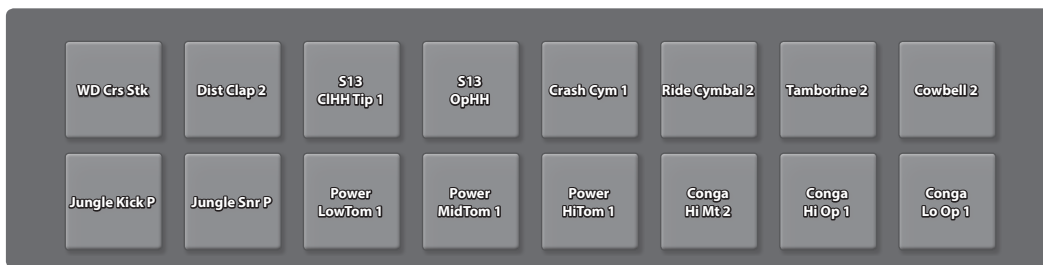 WD Crs Stk
Dist Clap 2
S13
ClHH Tip 1
S13
OpHH
Crash Cym 1
Ride Cymbal 2
Tamborine 2
Cowbell 2
Jungle Kick P
Jungle Snr P
Power
LowTom 1
Power
MidTom 1
Power
HiTom 1
Conga
Hi Mt 2
Conga
Hi Op 1
Conga
Lo Op 1